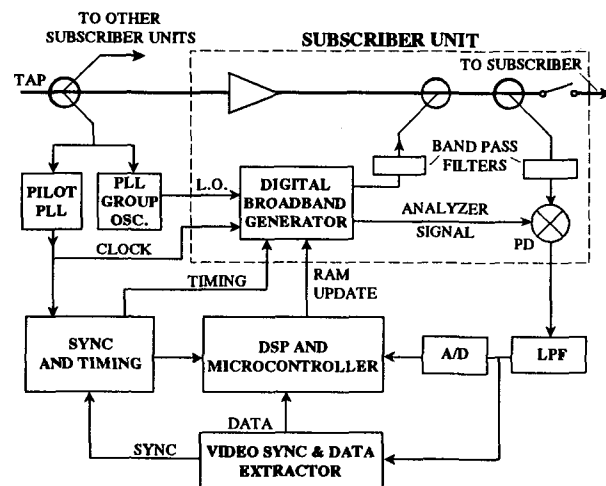 TO OTHER
SUBSCRIBER UNITS
SUBSCRIBER UNIT
TO SUBSCRIBER
TAP
BAND PASS
FILTERS
PILOT
PLL
PLL
GROUP
OSC.
L.O.
DIGITAL
BROADBAND
GENERATOR
ANALYZER
SIGNAL
PD
CLOCK
TIMING
RAM
UPDATE
SYNC
AND TIMING
DSP AND
MICROCONTROLLER
A/D
LPF
DATA
SYNC
VIDEO SYNC & DATA
EXTRACTOR